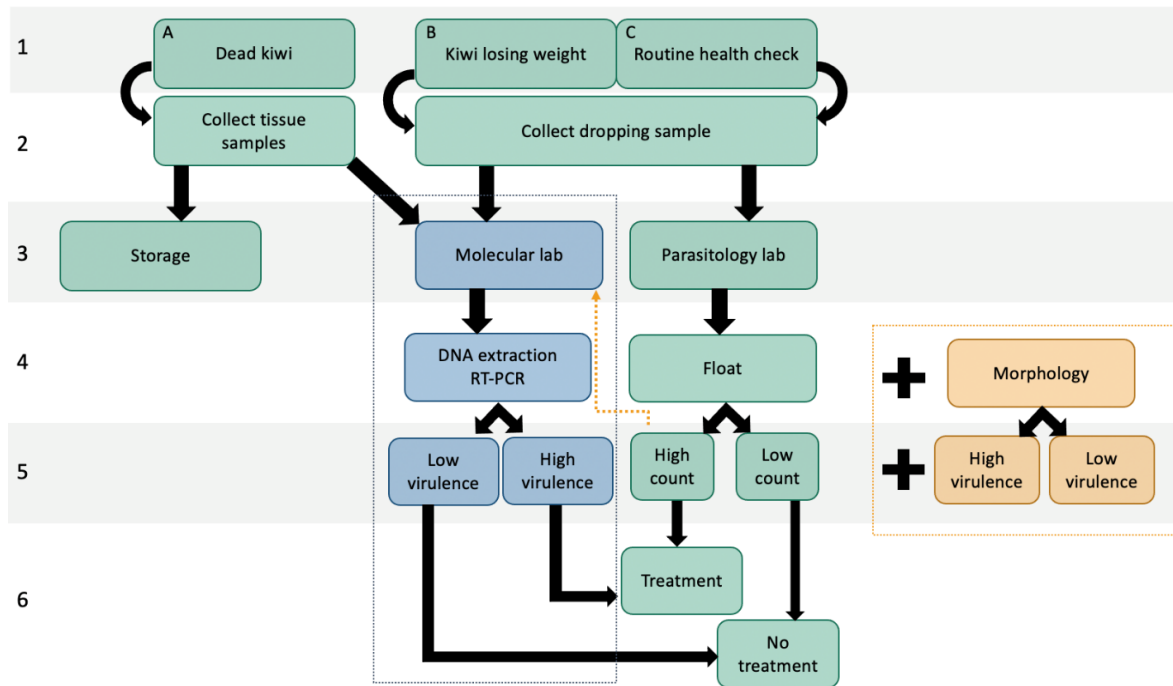 1
A
Dead kiwi
B
Kiwi losing weight
C
Routine health check
2
Collect tissue
samples
Collect dropping sample
3
Storage
Molecular lab
Parasitology lab
4
DNA extraction
RT-PCR
Float
Morphology
5
Low
virulence
High
virulence
High
count
Low
count
High
virulence
Low
virulence
6
Treatment
No
treatment